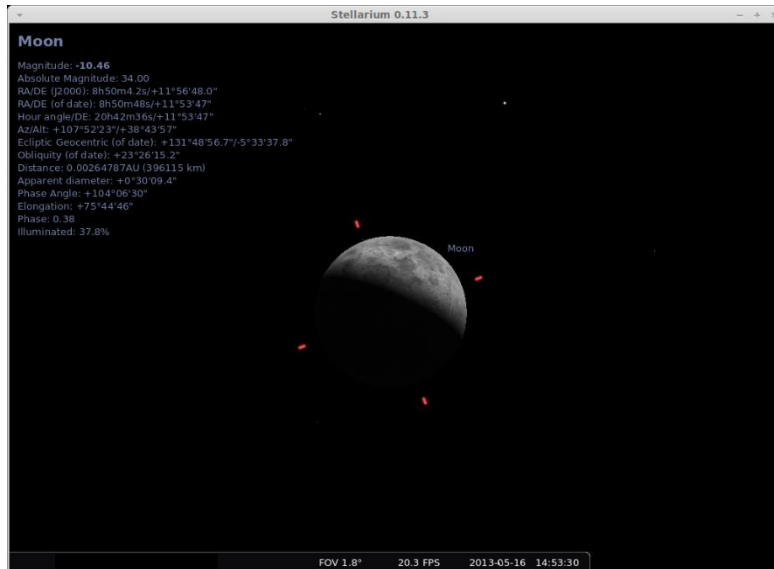 Stellarium 0.11.3
Moon
Magnitude: -10.46
Absolute Magnitude: 34.00
RA/DE (J2000): 8h50m4.2s/+11°56'48.0"
RA/DE (of date): 8h50m48s/+11°53'47"
Hour angle/DE: 20h42m36s/+11°53'47"
Az/Alt: +107°52'23"/+38°43'57"
Ecliptic Geocentric (of date): +131°48'56.7"/-5°33'37.8"
Obliquity (of date): +23°26'15.2"
Distance: 0.00264787AU (396115 km)
Apparent diameter: +0°30'09.4"
Phase Angle: +104°06'30"
Elongation: +75°44'46"
Phase: 0.38
Illuminated: 37.8%
Moon
FOV 1.8° 20.3 FPS 2013-05-16 14:53:30